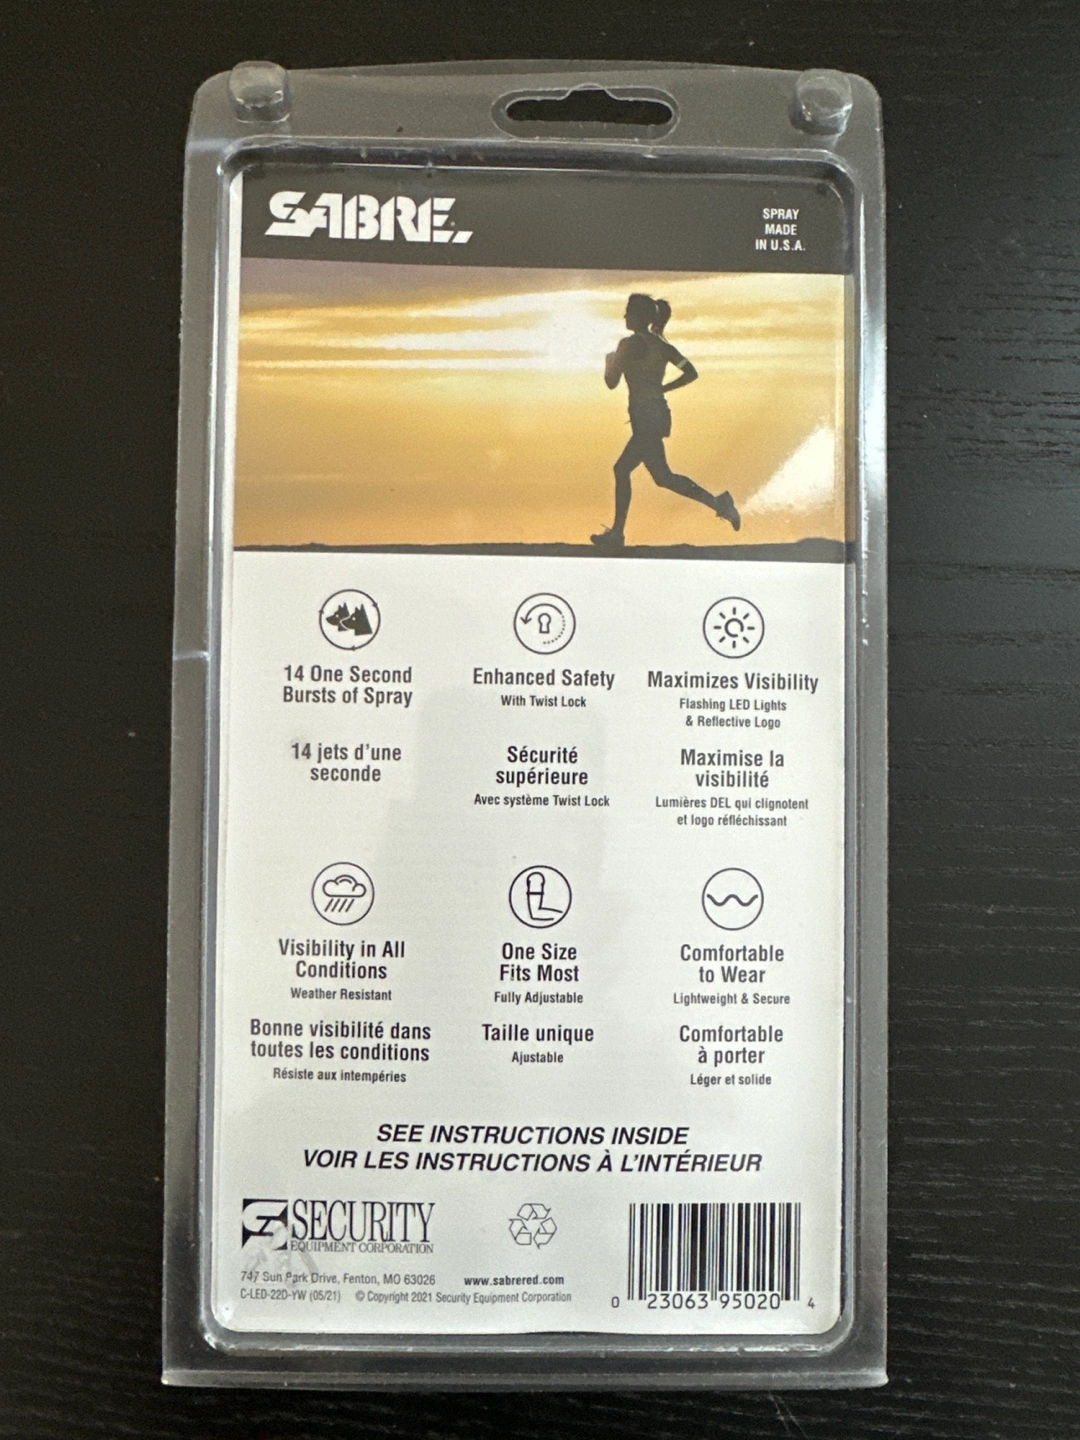 SABRE
SPRAY
MADE
IN U.S.A.
14 One Second
Bursts of Spray
14 jets d'une
seconde
Enhanced Safety
With Twist Lock
Sécurité
supérieure
Avec système Twist Lock
Maximizes Visibility
Flashing LED Lights
& Reflective Logo
Maximise la
visibilité
Lumières DEL qui clignotent
et logo réfléchissant
Visibility in All
Conditions
Weather Resistant
Bonne visibilité dans
toutes les conditions
Résiste aux intempéries
One Size
Fits Most
Fully Adjustable
Taille unique
Ajustable
Comfortable
to Wear
Lightweight & Secure
Comfortable
à porter
Léger et solide
SEE INSTRUCTIONS INSIDE
VOIR LES INSTRUCTIONS À L'INTÉRIEUR
SECURITY
EQUIPMENT CORPORATION
747 Sun Park Drive, Fenton, MO 63026 www.sabrered.com
C-LED-22D-YW (05/21) © Copyright 2021 Security Equipment Corporation
0 23063 95020 4